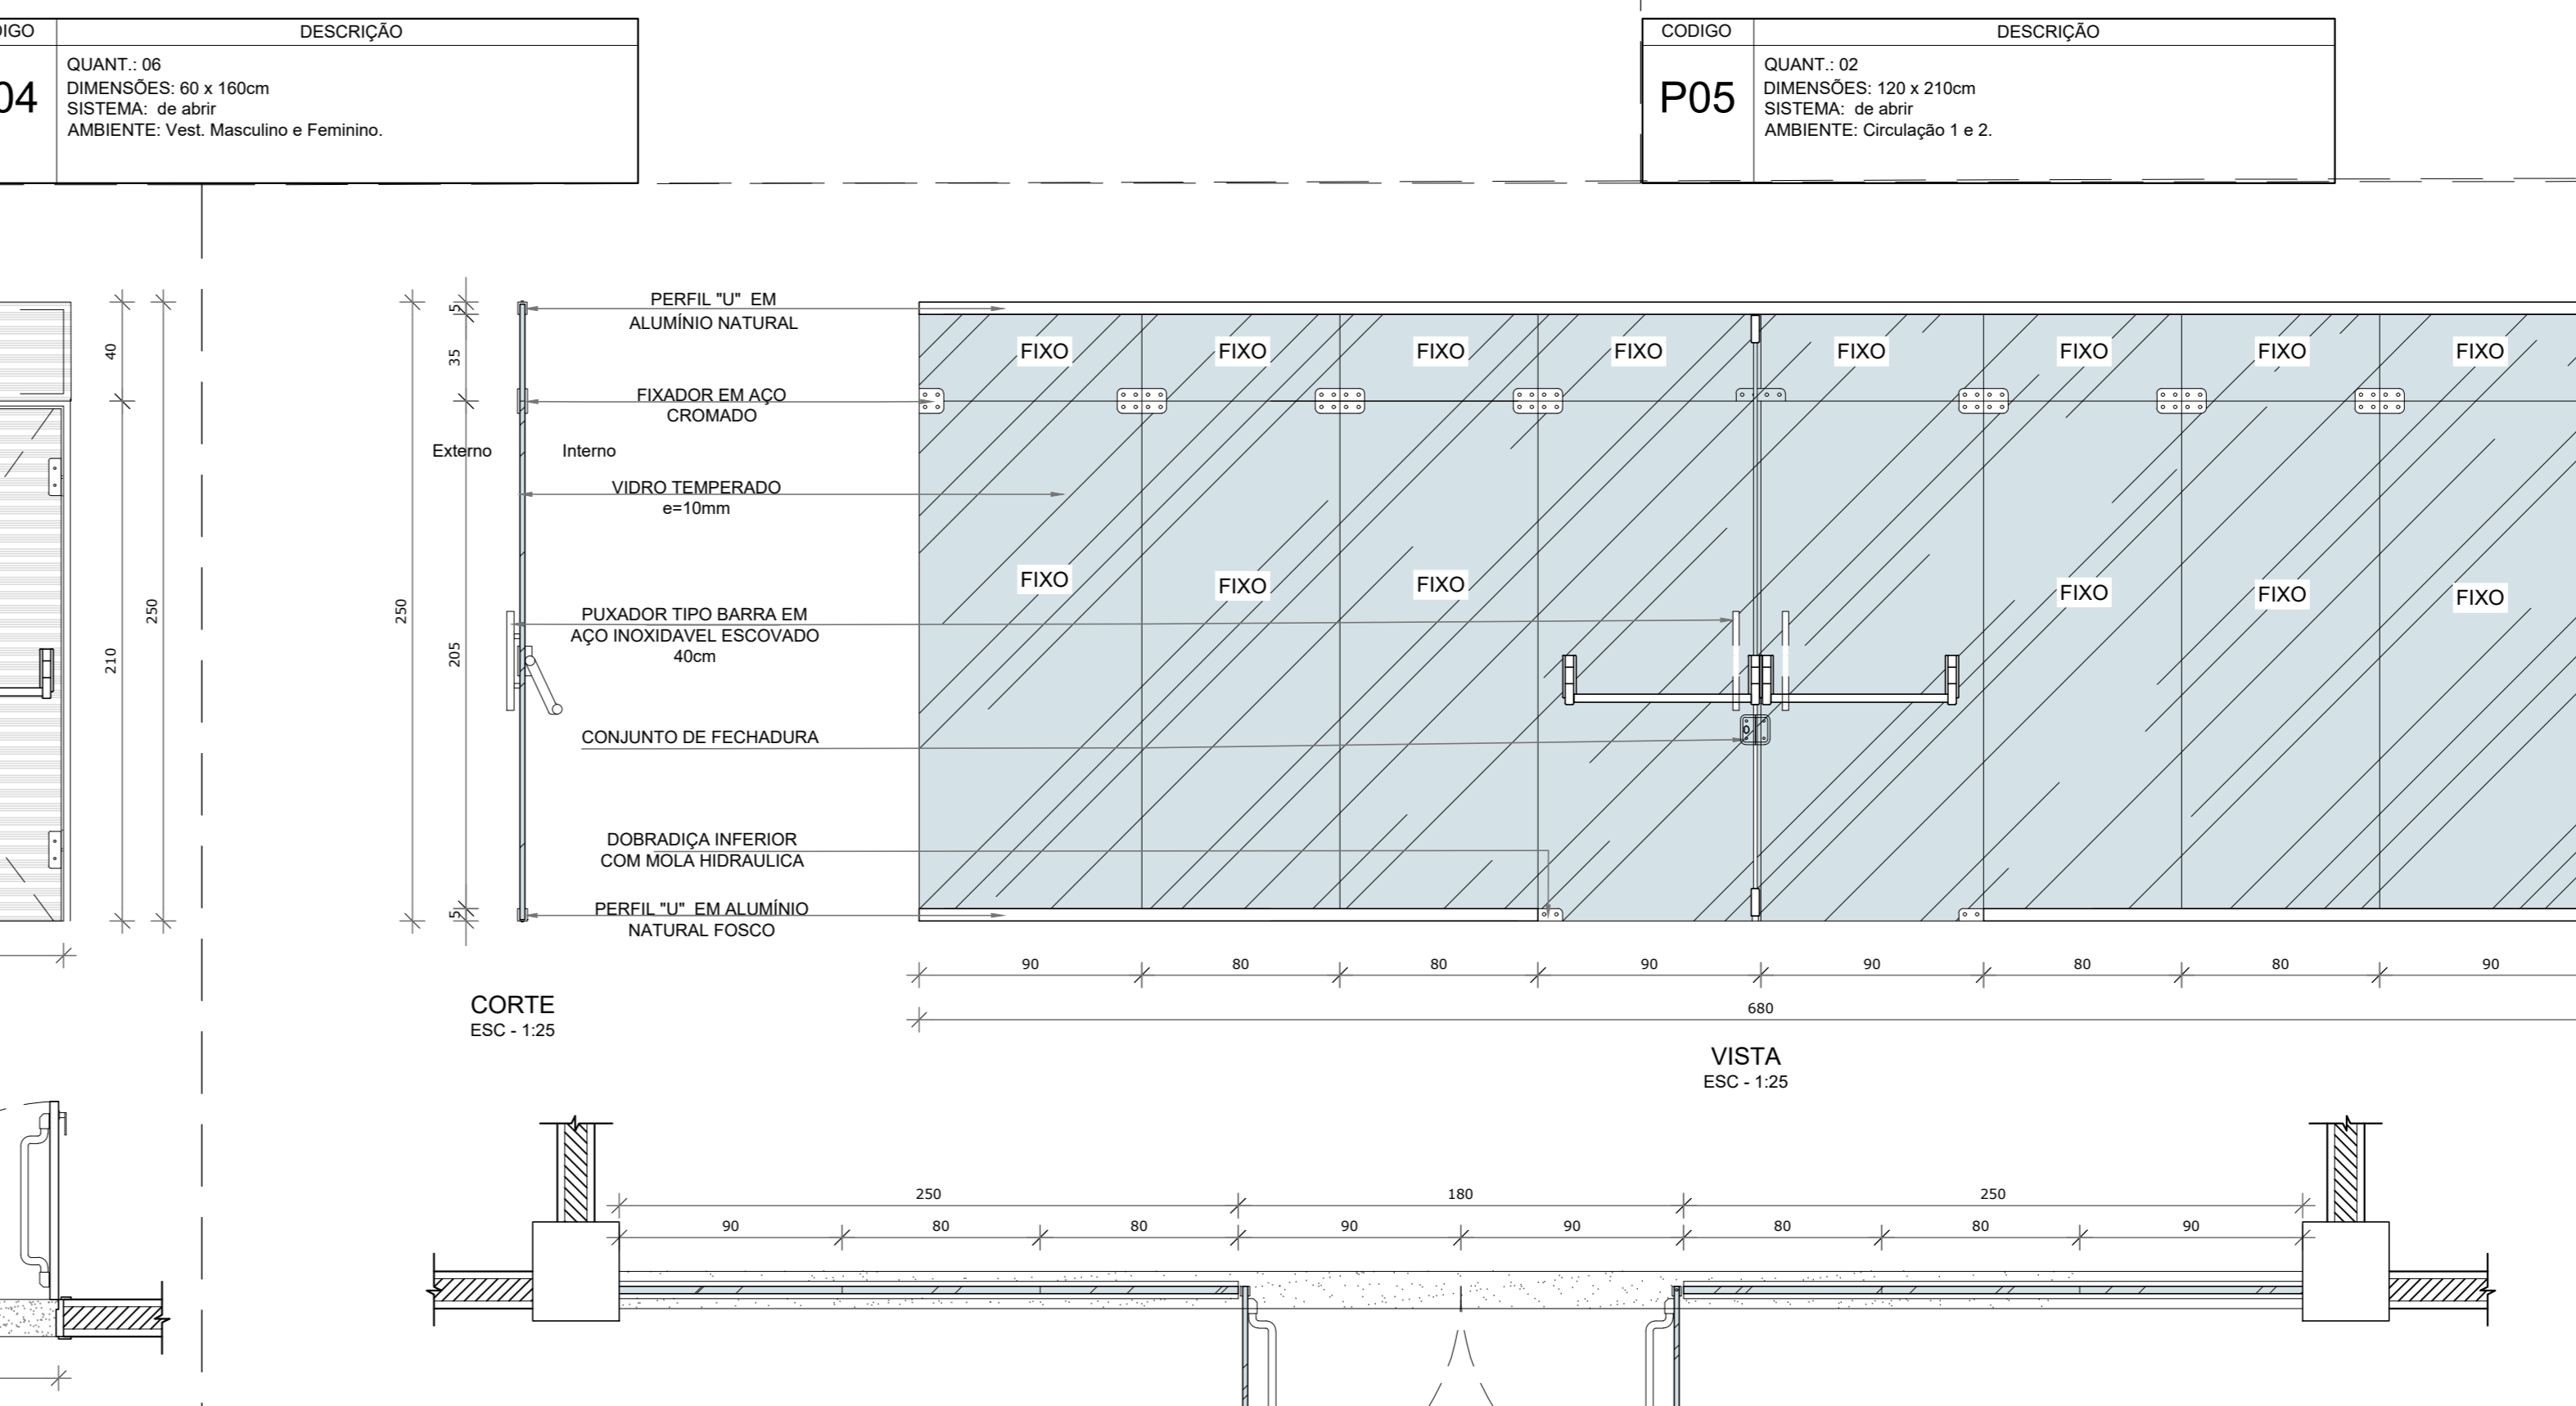 DIGO DESCRIÇÃO
04
QUANT.: 06
DIMENSÕES: 60 x 160cm
SISTEMA: de abrir
AMBIENTE: Vest. Masculino e Feminino.
CODIGO DESCRIÇÃO
P05
QUANT.: 02
DIMENSÕES: 120 x 210cm
SISTEMA: de abrir
AMBIENTE: Circulação 1 e 2.
40
210
250
250
5
35
205
5
Externo
Interno
PERFIL "U" EM
ALUMÍNIO NATURAL
FIXADOR EM AÇO
CROMADO
VIDRO TEMPERADO
e=10mm
PUXADOR TIPO BARRA EM
AÇO INOXIDAVEL ESCOVADO
40cm
CONJUNTO DE FECHADURA
DOBRADIÇA INFERIOR
COM MOLA HIDRAULICA
PERFIL "U" EM ALUMÍNIO
NATURAL FOSCO
FIXO FIXO FIXO FIXO FIXO FIXO FIXO FIXO
FIXO FIXO FIXO FIXO FIXO FIXO
90 80 80 90 90 80 80 90
680
CORTE
ESC - 1:25
VISTA
ESC - 1:25
250 180 250
90 80 80 90 90 80 80 90